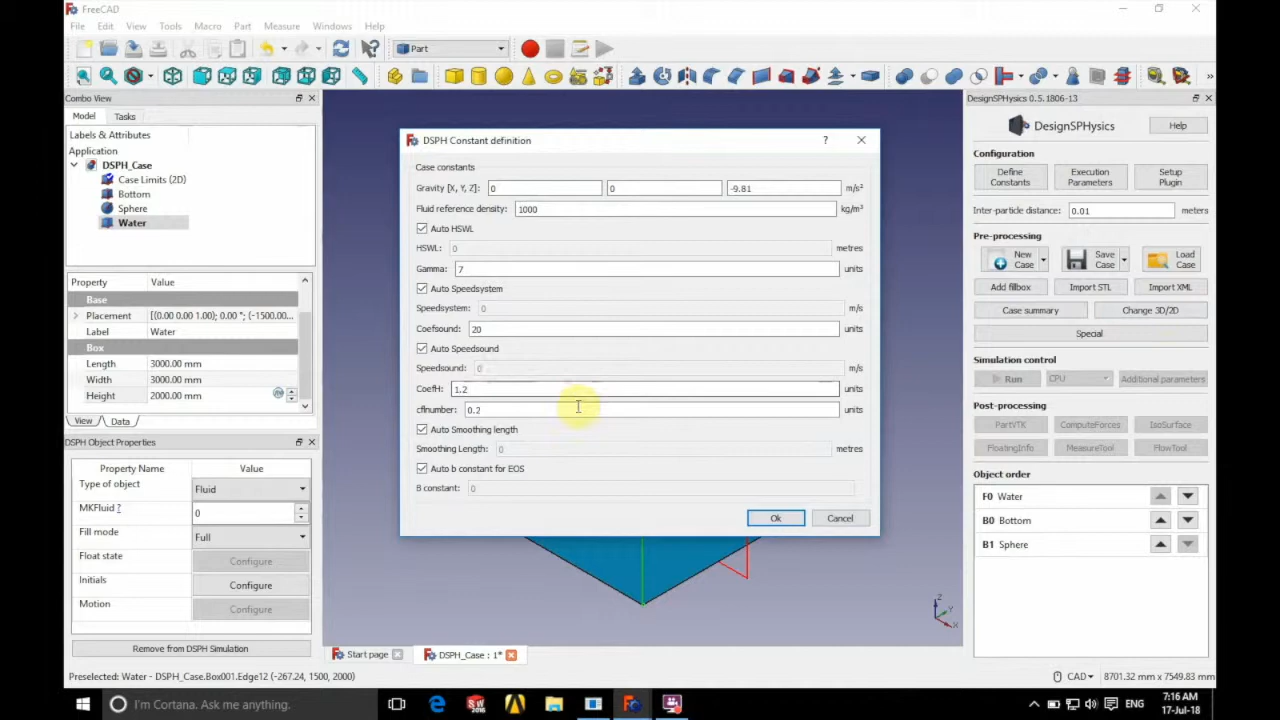 FreeCAD
File Edit View Tools Macro Part Measure Windows Help
Part
Combo View
Model Tasks
Labels & Attributes
Application
DSPH_Case
Case Limits (2D)
Bottom
Sphere
Water
Property Value
Base
Placement [(0.00 0.00 1.00); 0.00 °; (-1500.00...
Label Water
Box
Length 3000.00 mm
Width 3000.00 mm
Height 2000.00 mm
View Data
DSPH Object Properties
Property Name Value
Type of object Fluid
MKFluid ? 0
Fill mode Full
Float state Configure
Initials Configure
Motion Configure
Remove from DSPH Simulation
DSPH Constant definition ?
Case constants
Gravity [X, Y, Z]: 0 0 -9.81 m/s²
Fluid reference density: 1000 kg/m³
Auto HSWL
HSWL: 0 metres
Gamma: 7 units
Auto Speedsystem
Speedsystem: 0 m/s
Coefsound: 20 units
Auto Speedsound
Speedsound: 0 m/s
CoefH: 1.2 units
cflnumber: 0.2 units
Auto Smoothing length
Smoothing Length: 0 metres
Auto b constant for EOS
B constant: 0
Ok Cancel
DesignSPHysics 0.5.1806-13
DesignSPHysics Help
Configuration
Define Constants Execution Parameters Setup Plugin
Inter-particle distance: 0.01 meters
Pre-processing
New Case Save Case Load Case
Add fillbox Import STL Import XML
Case summary Change 3D/2D
Special
Simulation control
Run CPU Additional parameters
Post-processing
PartVTK ComputeForces IsoSurface
FloatingInfo MeasureTool FlowTool
Object order
F0 Water
B0 Bottom
B1 Sphere
Z
Y
X
Start page DSPH_Case : 1*
Preselected: Water - DSPH_Case.Box001.Edge12 (-267.24, 1500, 2000) CAD 8701.32 mm x 7549.83 mm
I'm Cortana. Ask me anything.
SW
2016
ENG
7:16 AM
17-Jul-18